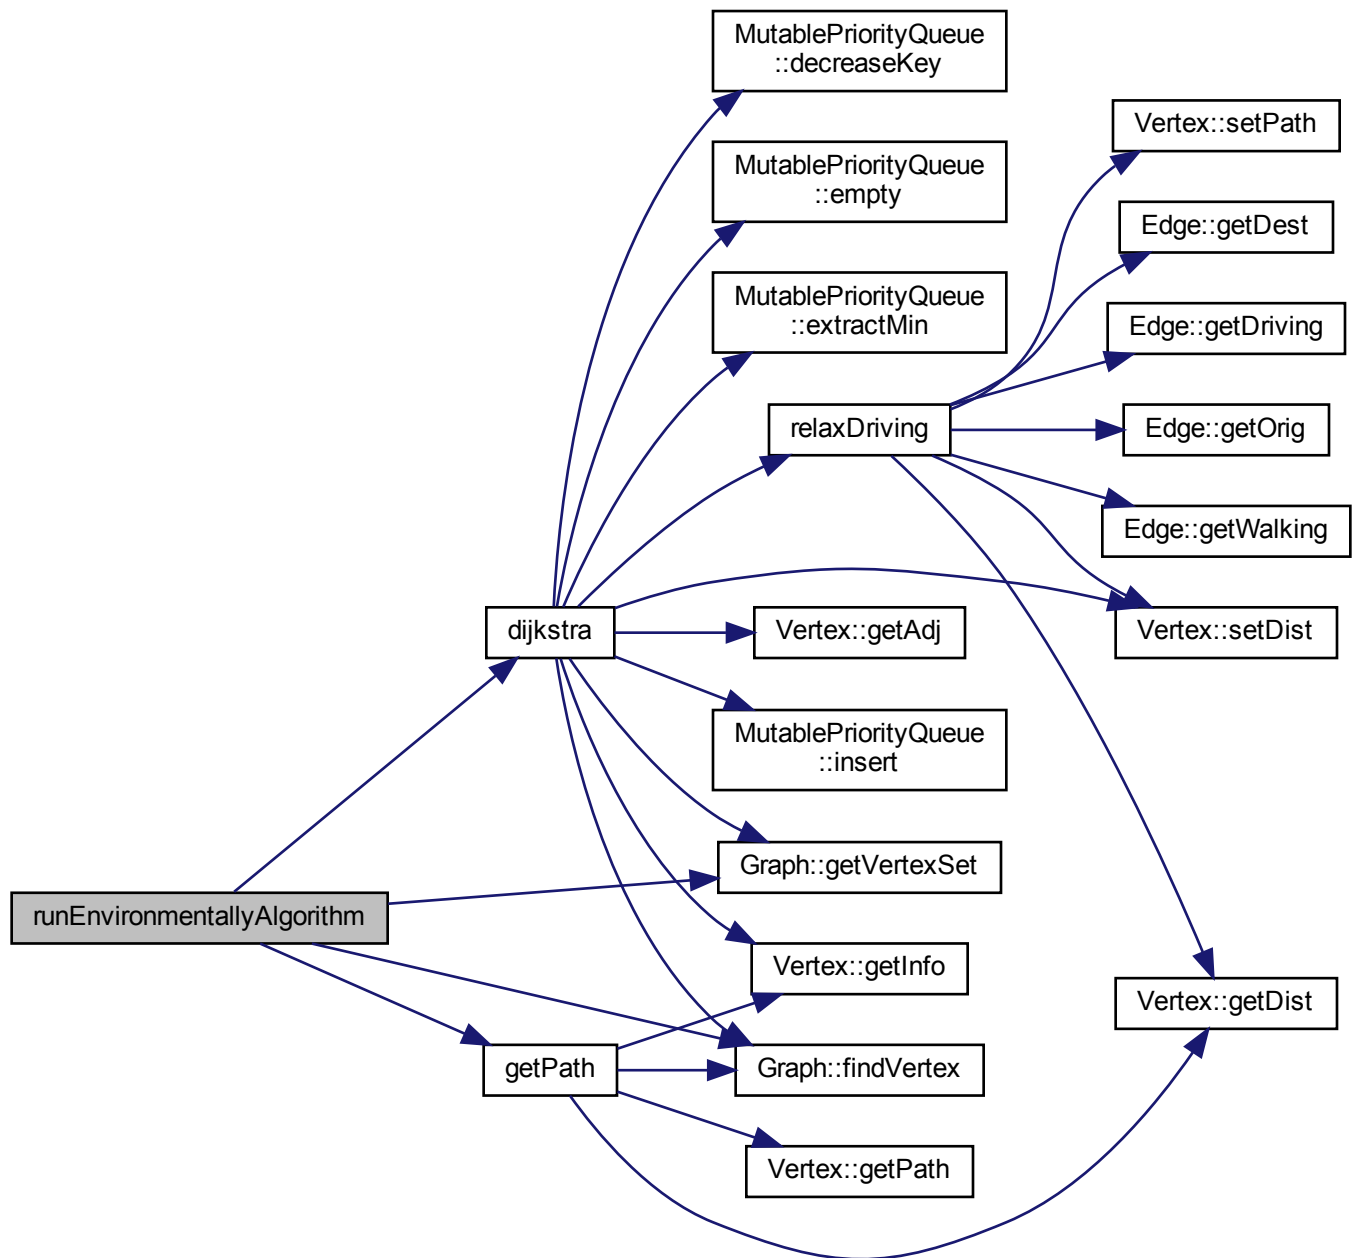 MutablePriorityQueue
::decreaseKey
Vertex::setPath
MutablePriorityQueue
::empty
Edge::getDest
MutablePriorityQueue
::extractMin
Edge::getDriving
relaxDriving
Edge::getOrig
Edge::getWalking
dijkstra
Vertex::getAdj
Vertex::setDist
MutablePriorityQueue
::insert
Graph::getVertexSet
runEnvironmentallyAlgorithm
Vertex::getInfo
Vertex::getDist
getPath
Graph::findVertex
Vertex::getPath